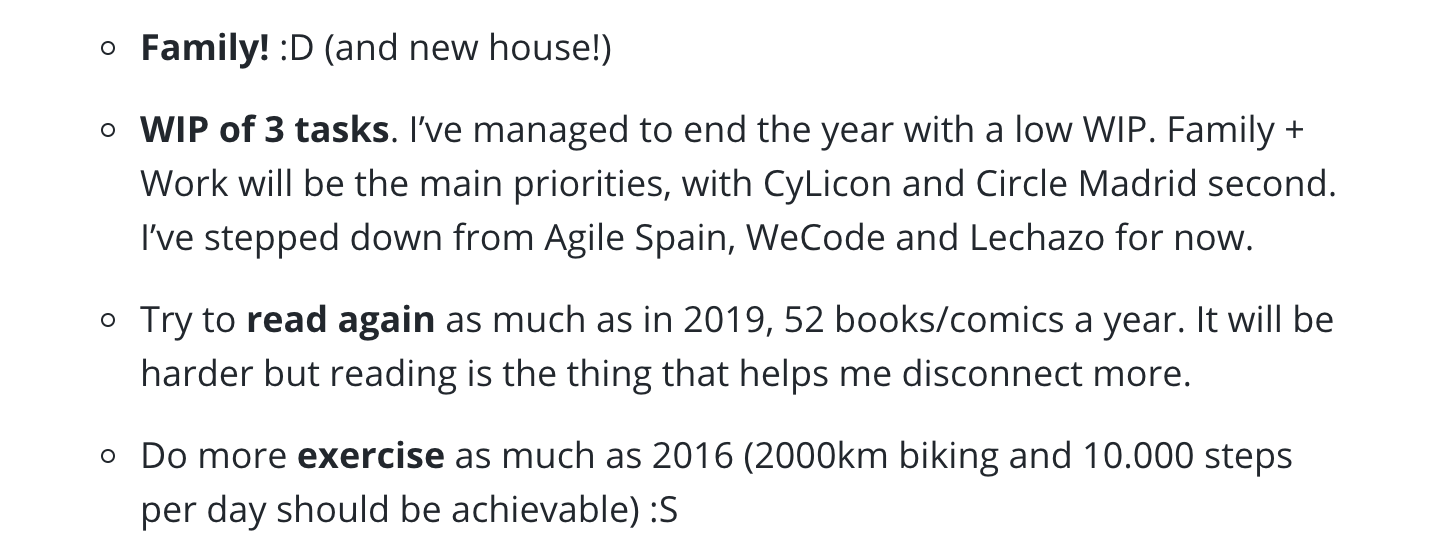 Family! :D (and new house!)
WIP of 3 tasks. I’ve managed to end the year with a low WIP. Family +
Work will be the main priorities, with CyLicon and Circle Madrid second.
I’ve stepped down from Agile Spain, WeCode and Lechazo for now.
Try to read again as much as in 2019, 52 books/comics a year. It will be
harder but reading is the thing that helps me disconnect more.
Do more exercise as much as 2016 (2000km biking and 10.000 steps
per day should be achievable) :S